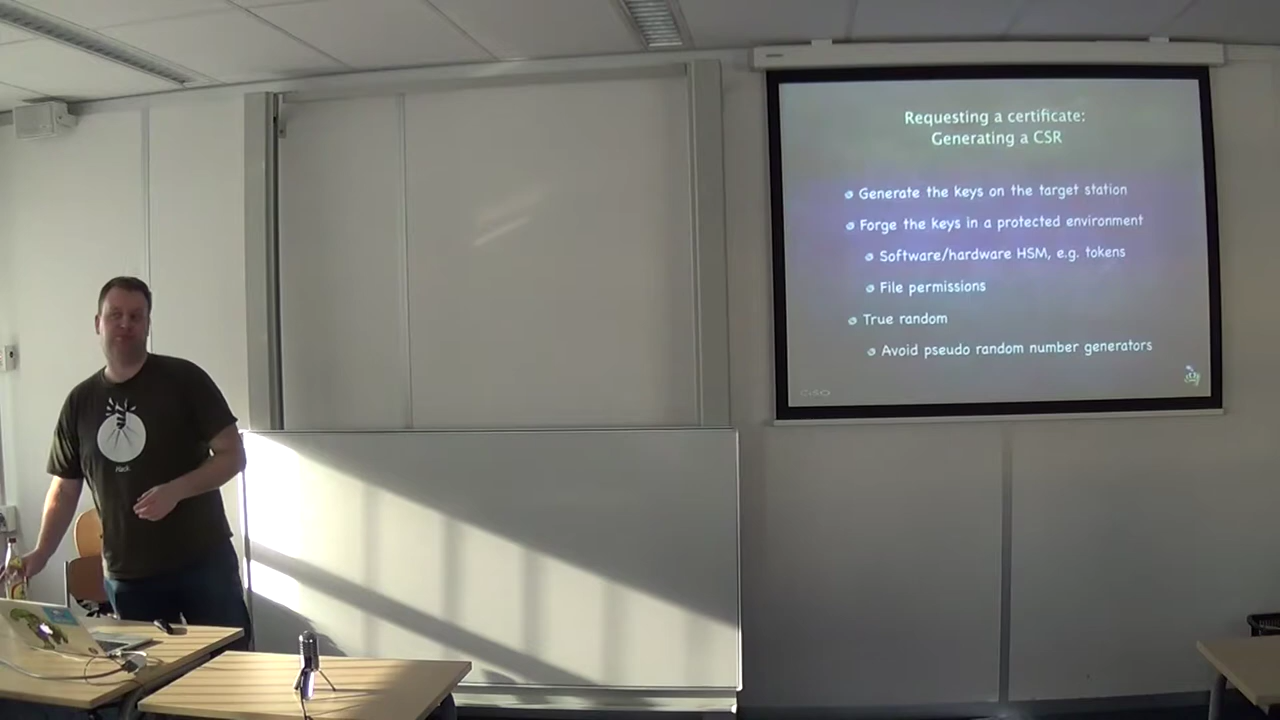 Requesting a certificate:
Generating a CSR
Generate the keys on the target station
Forge the keys in a protected environment
Software/hardware HSM, e.g. tokens
File permissions
True random
Avoid pseudo random number generators
Hack